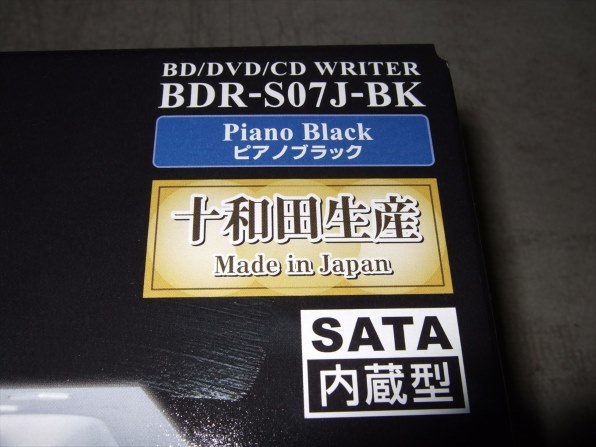 BD/DVD/CD WRITER
BDR-S07J-BK
Piano Black
ピアノブラック
十和田生産
Made in Japan
SATA
内蔵型